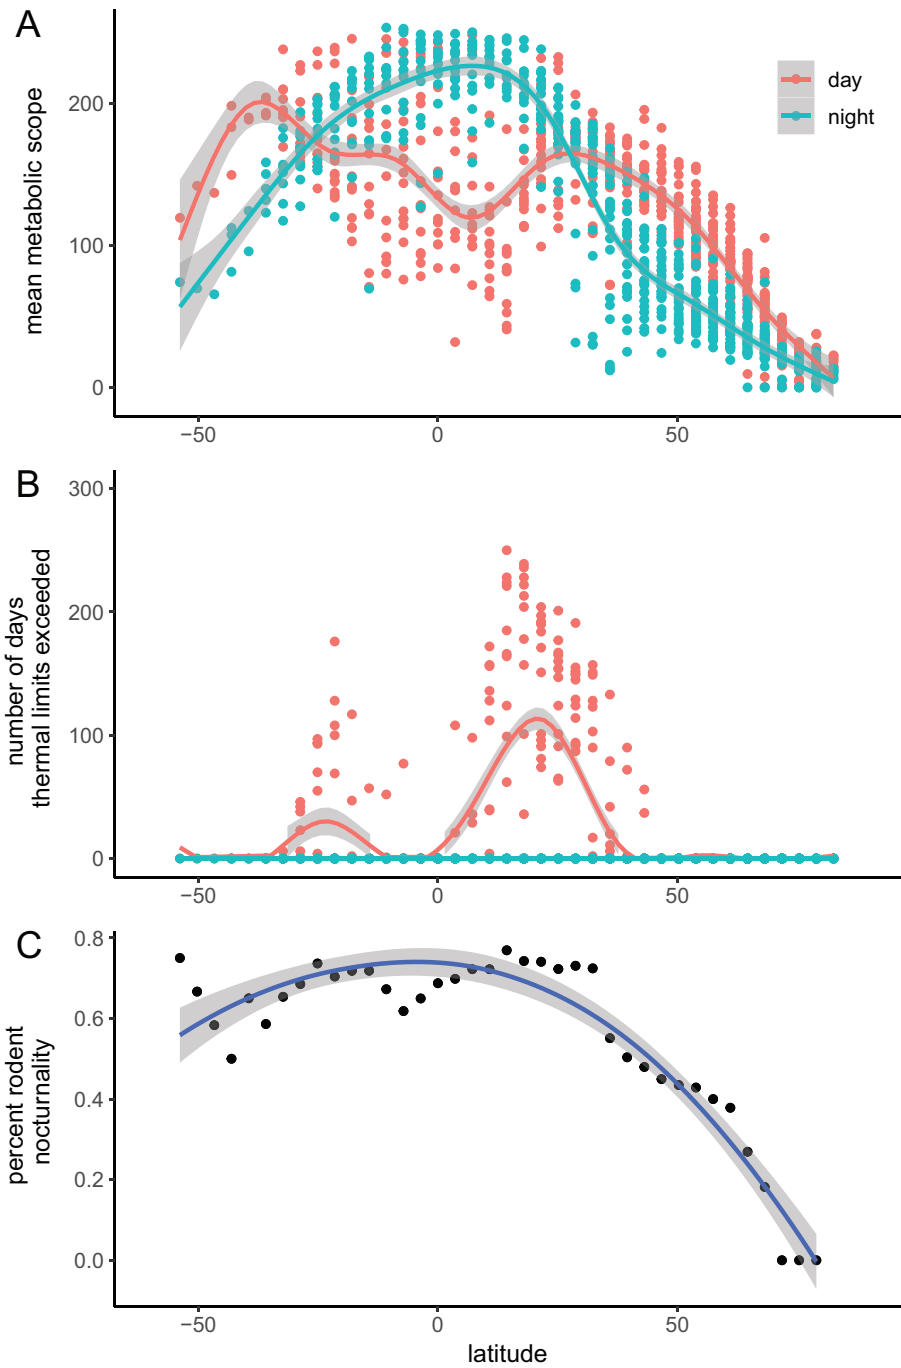 A
mean metabolic scope
200
100
0
day
night
−50
0
50
B
number of days
thermal limits exceeded
300
200
100
0
−50
0
50
C
percent rodent
nocturnality
0.8
0.6
0.4
0.2
0.0
−50
0
50
latitude